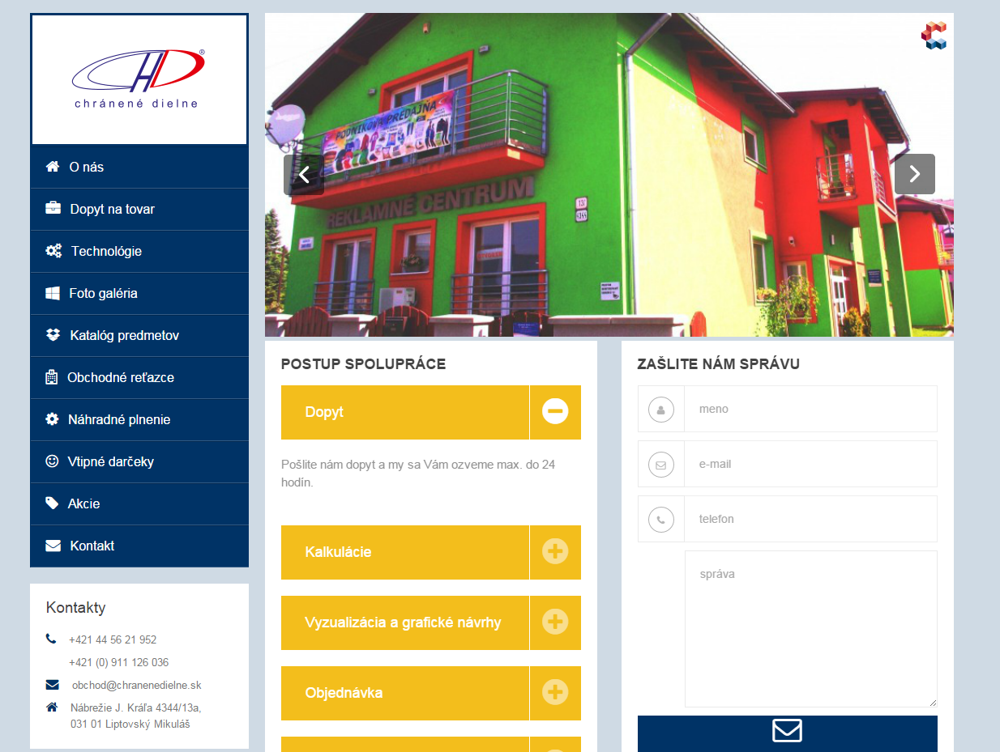 ®
chránené dielne
O nás
Dopyt na tovar
Technológie
Foto galéria
Katalóg predmetov
Obchodné reťazce
Náhradné plnenie
Vtipné darčeky
Akcie
Kontakt
Kontakty
+421 44 56 21 952
+421 (0) 911 126 036
obchod@chranenedielne.sk
Nábrežie J. Kráľa 4344/13a,
031 01 Liptovský Mikuláš
PODNIKOVÁ PREDAJNA
REKLAMNÉ CENTRUM
13/
4344
POSTUP SPOLUPRÁCE
Dopyt
Pošlite nám dopyt a my sa Vám ozveme max. do 24
hodín.
Kalkulácie
Vyzualizácia a grafické návrhy
Objednávka
ZAŠLITE NÁM SPRÁVU
meno
e-mail
telefon
správa